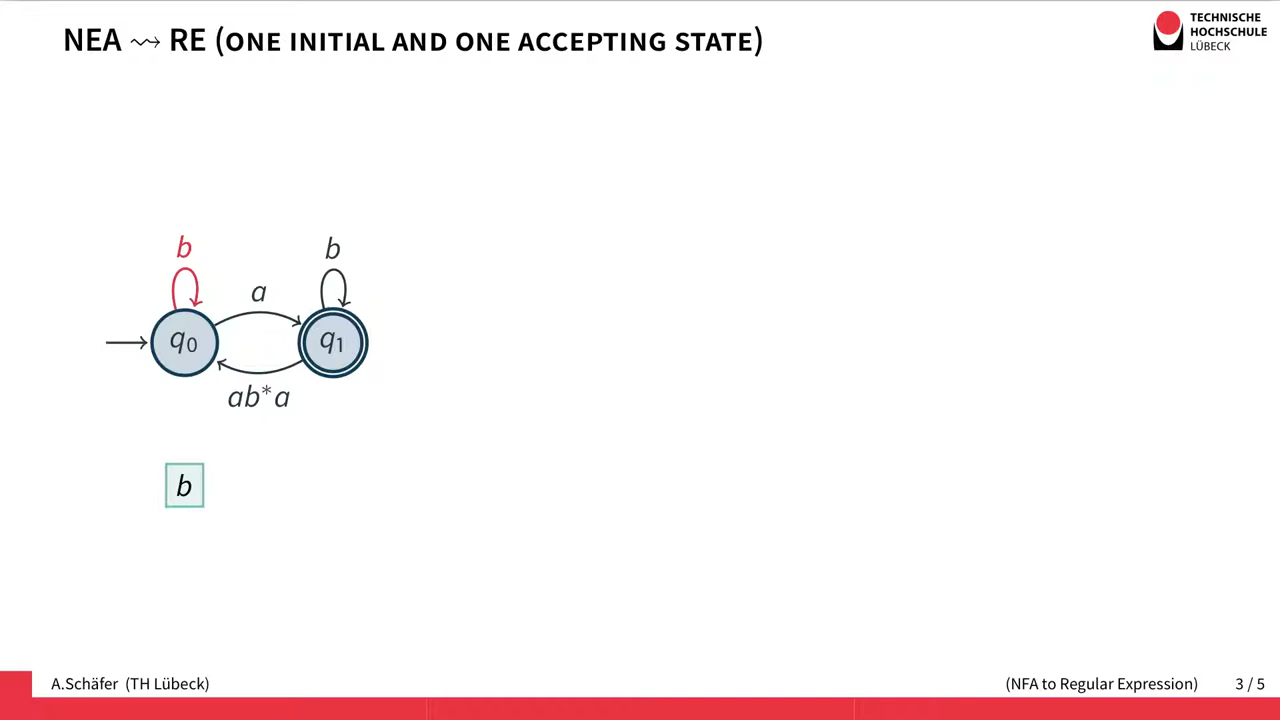 NEA ⇝ RE (ONE INITIAL AND ONE ACCEPTING STATE)
TECHNISCHE
HOCHSCHULE
LÜBECK
b
b
a
q₀
q₁
ab*a
b
A.Schäfer (TH Lübeck)
(NFA to Regular Expression)
3 / 5